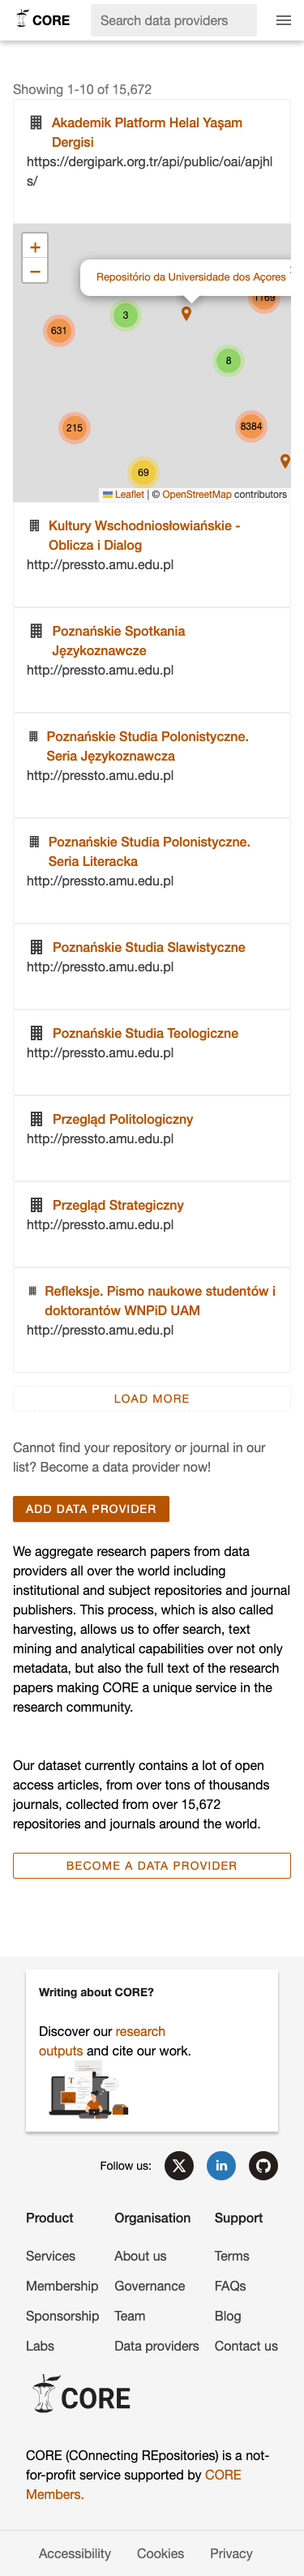 CORE
Search data providers
Showing 1-10 of 15,672
Akademik Platform Helal Yaşam
Dergisi
https://dergipark.org.tr/api/public/oai/apjhl
s/
+
−
Repositório da Universidade dos Açores
1169
3
631
8
215
8384
69
Leaflet | © OpenStreetMap contributors
Kultury Wschodniosłowiańskie -
Oblicza i Dialog
http://pressto.amu.edu.pl
Poznańskie Spotkania
Językoznawcze
http://pressto.amu.edu.pl
Poznańskie Studia Polonistyczne.
Seria Językoznawcza
http://pressto.amu.edu.pl
Poznańskie Studia Polonistyczne.
Seria Literacka
http://pressto.amu.edu.pl
Poznańskie Studia Slawistyczne
http://pressto.amu.edu.pl
Poznańskie Studia Teologiczne
http://pressto.amu.edu.pl
Przegląd Politologiczny
http://pressto.amu.edu.pl
Przegląd Strategiczny
http://pressto.amu.edu.pl
Refleksje. Pismo naukowe studentów i
doktorantów WNPiD UAM
http://pressto.amu.edu.pl
LOAD MORE
Cannot find your repository or journal in our
list? Become a data provider now!
ADD DATA PROVIDER
We aggregate research papers from data
providers all over the world including
institutional and subject repositories and journal
publishers. This process, which is also called
harvesting, allows us to offer search, text
mining and analytical capabilities over not only
metadata, but also the full text of the research
papers making CORE a unique service in the
research community.
Our dataset currently contains a lot of open
access articles, from over tons of thousands
journals, collected from over 15,672
repositories and journals around the world.
BECOME A DATA PROVIDER
Writing about CORE?
Discover our research
outputs and cite our work.
Follow us:
Product Organisation Support
Services About us Terms
Membership Governance FAQs
Sponsorship Team Blog
Labs Data providers Contact us
CORE
CORE (COnnecting REpositories) is a not-
for-profit service supported by CORE
Members.
Accessibility Cookies Privacy